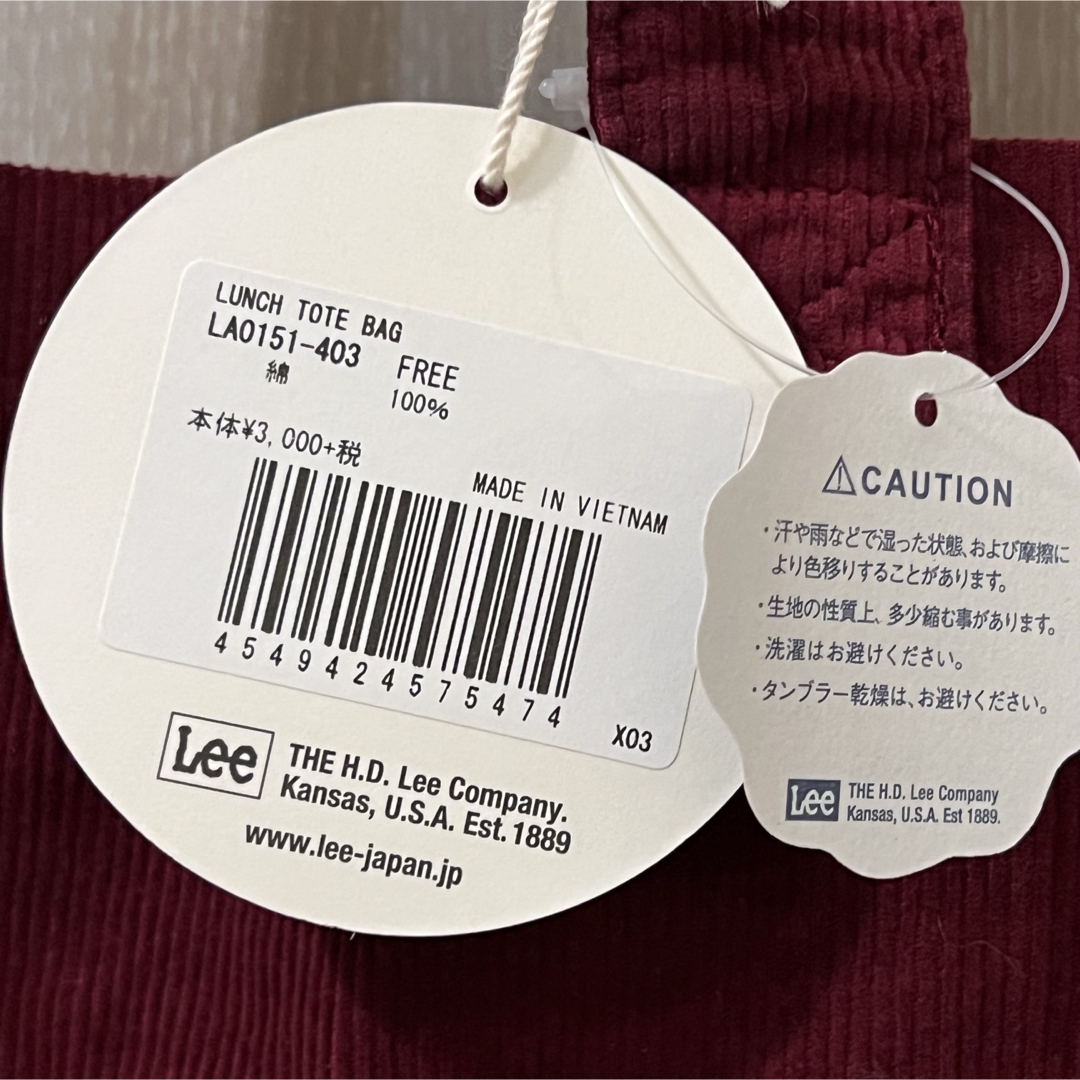 LUNCH TOTE BAG
LA0151-403 FREE
綿 100%
本体¥3,000+税
MADE IN VIETNAM
4549424575474
X03
Lee
THE H.D. Lee Company.
Kansas, U.S.A. Est. 1889
www.lee-japan.jp
⚠CAUTION
・汗や雨などで湿った状態、および摩擦に
より色移りすることがあります。
・生地の性質上、多少縮む事があります。
・洗濯はお避けください。
・タンブラー乾燥は、お避けください。
Lee
THE H.D. Lee Company
Kansas, U.S.A. Est 1889.